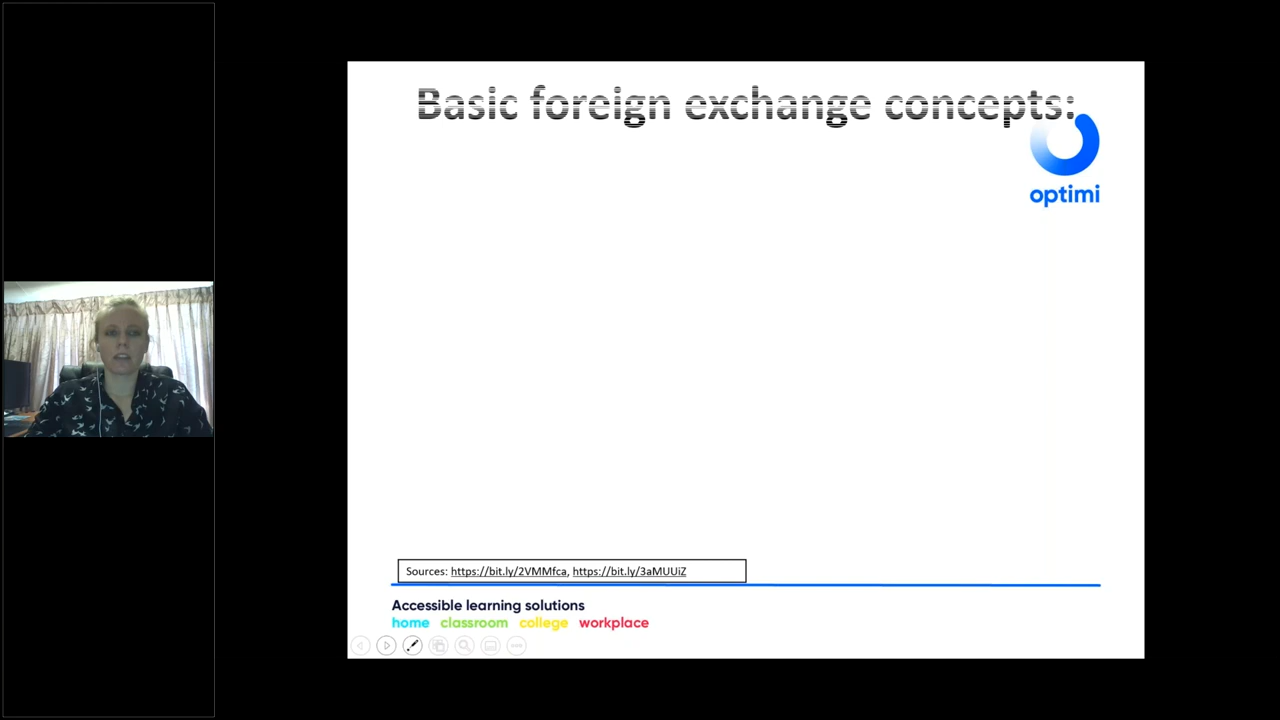 Basic foreign exchange concepts:
optimi
Sources: https://bit.ly/2VMMfca, https://bit.ly/3aMUUiZ
Accessible learning solutions
home classroom college workplace